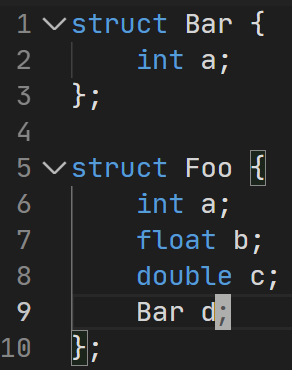 1 struct Bar {
2     int a;
3 };
4
5 struct Foo {
6     int a;
7     float b;
8     double c;
9     Bar d;
10 };